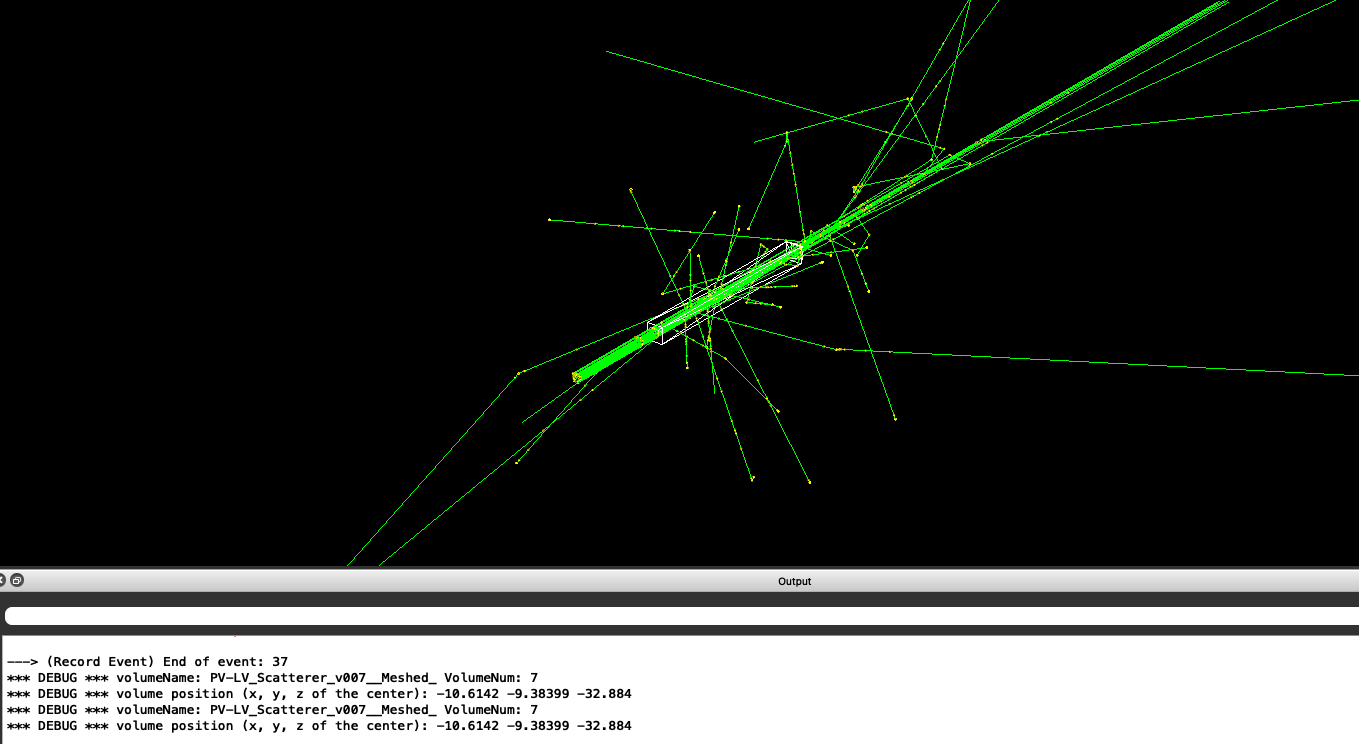 Output
---> (Record Event) End of event: 37
*** DEBUG *** volumeName: PV-LV_Scatterer_v007__Meshed_ VolumeNum: 7
*** DEBUG *** volume position (x, y, z of the center): -10.6142 -9.38399 -32.884
*** DEBUG *** volumeName: PV-LV_Scatterer_v007__Meshed_ VolumeNum: 7
*** DEBUG *** volume position (x, y, z of the center): -10.6142 -9.38399 -32.884